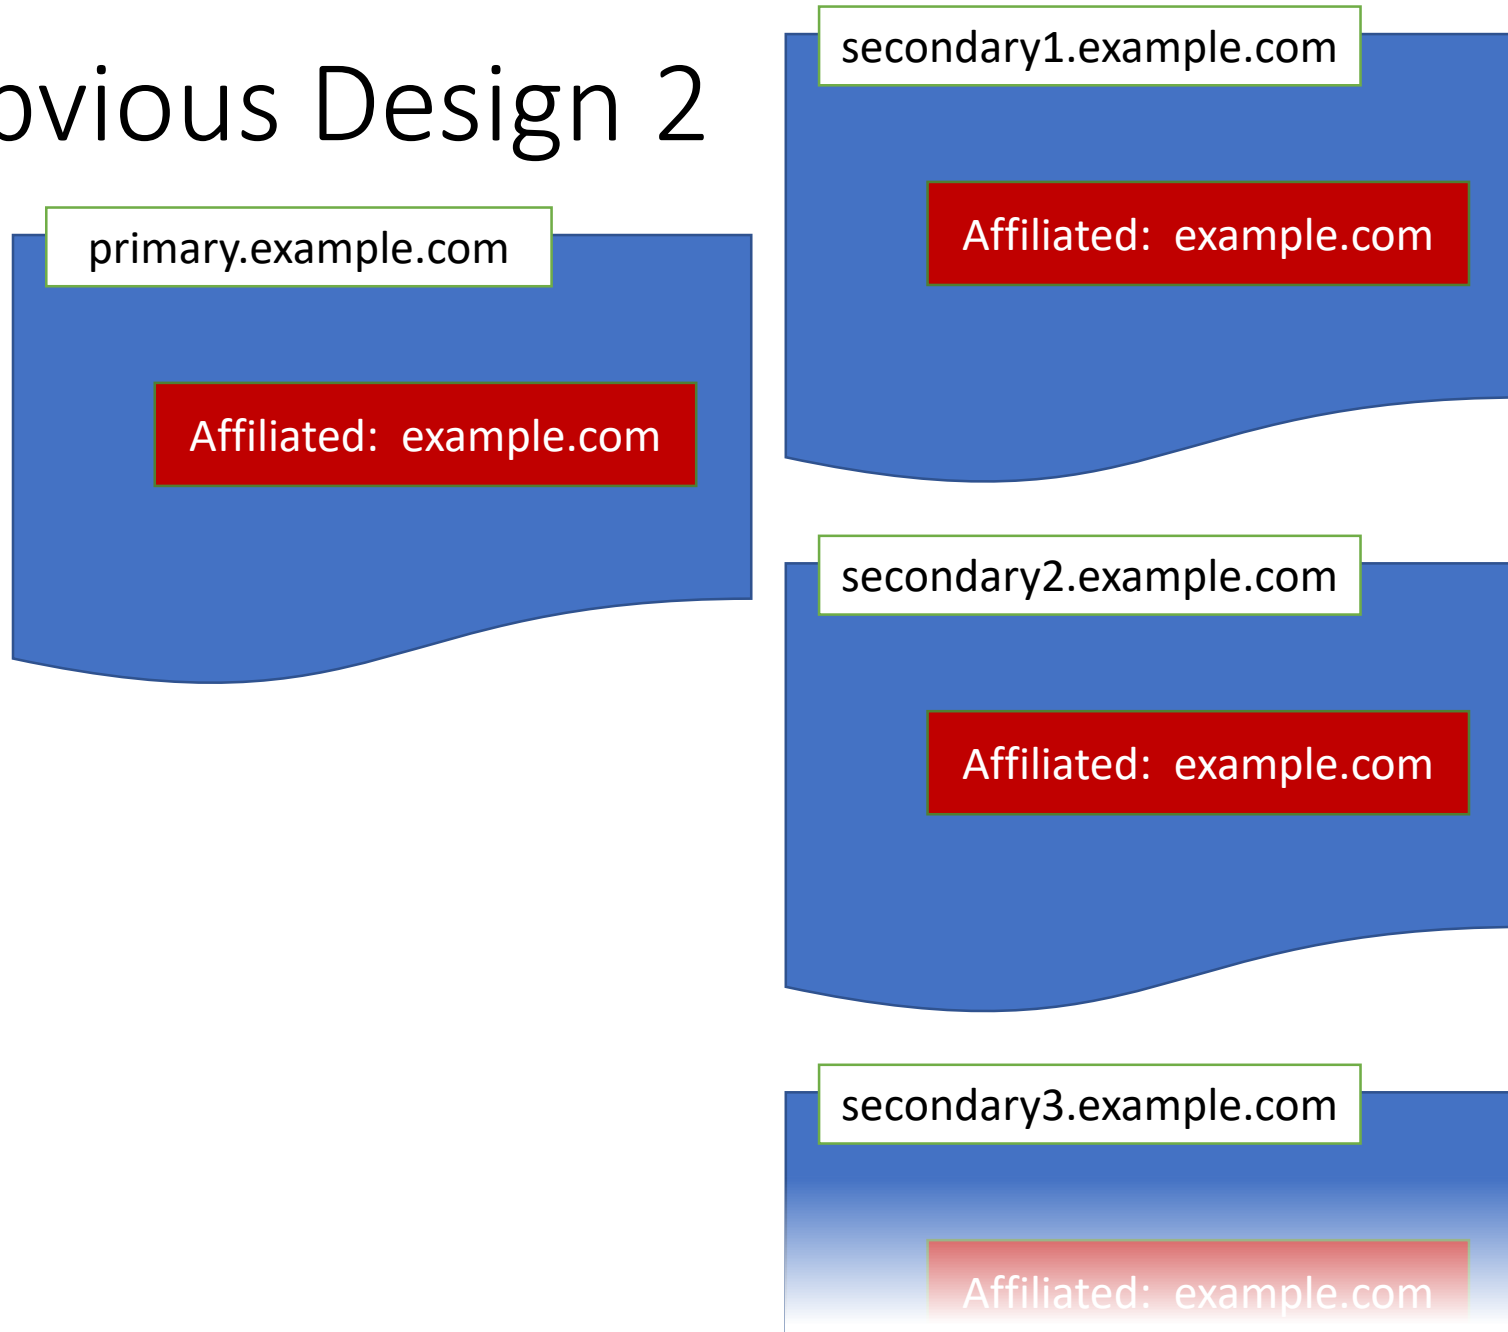 Design 2
primary.example.com
Affiliated: example.com
secondary1.example.com
Affiliated: example.com
secondary2.example.com
Affiliated: example.com
secondary3.example.com
Affiliated: example.com